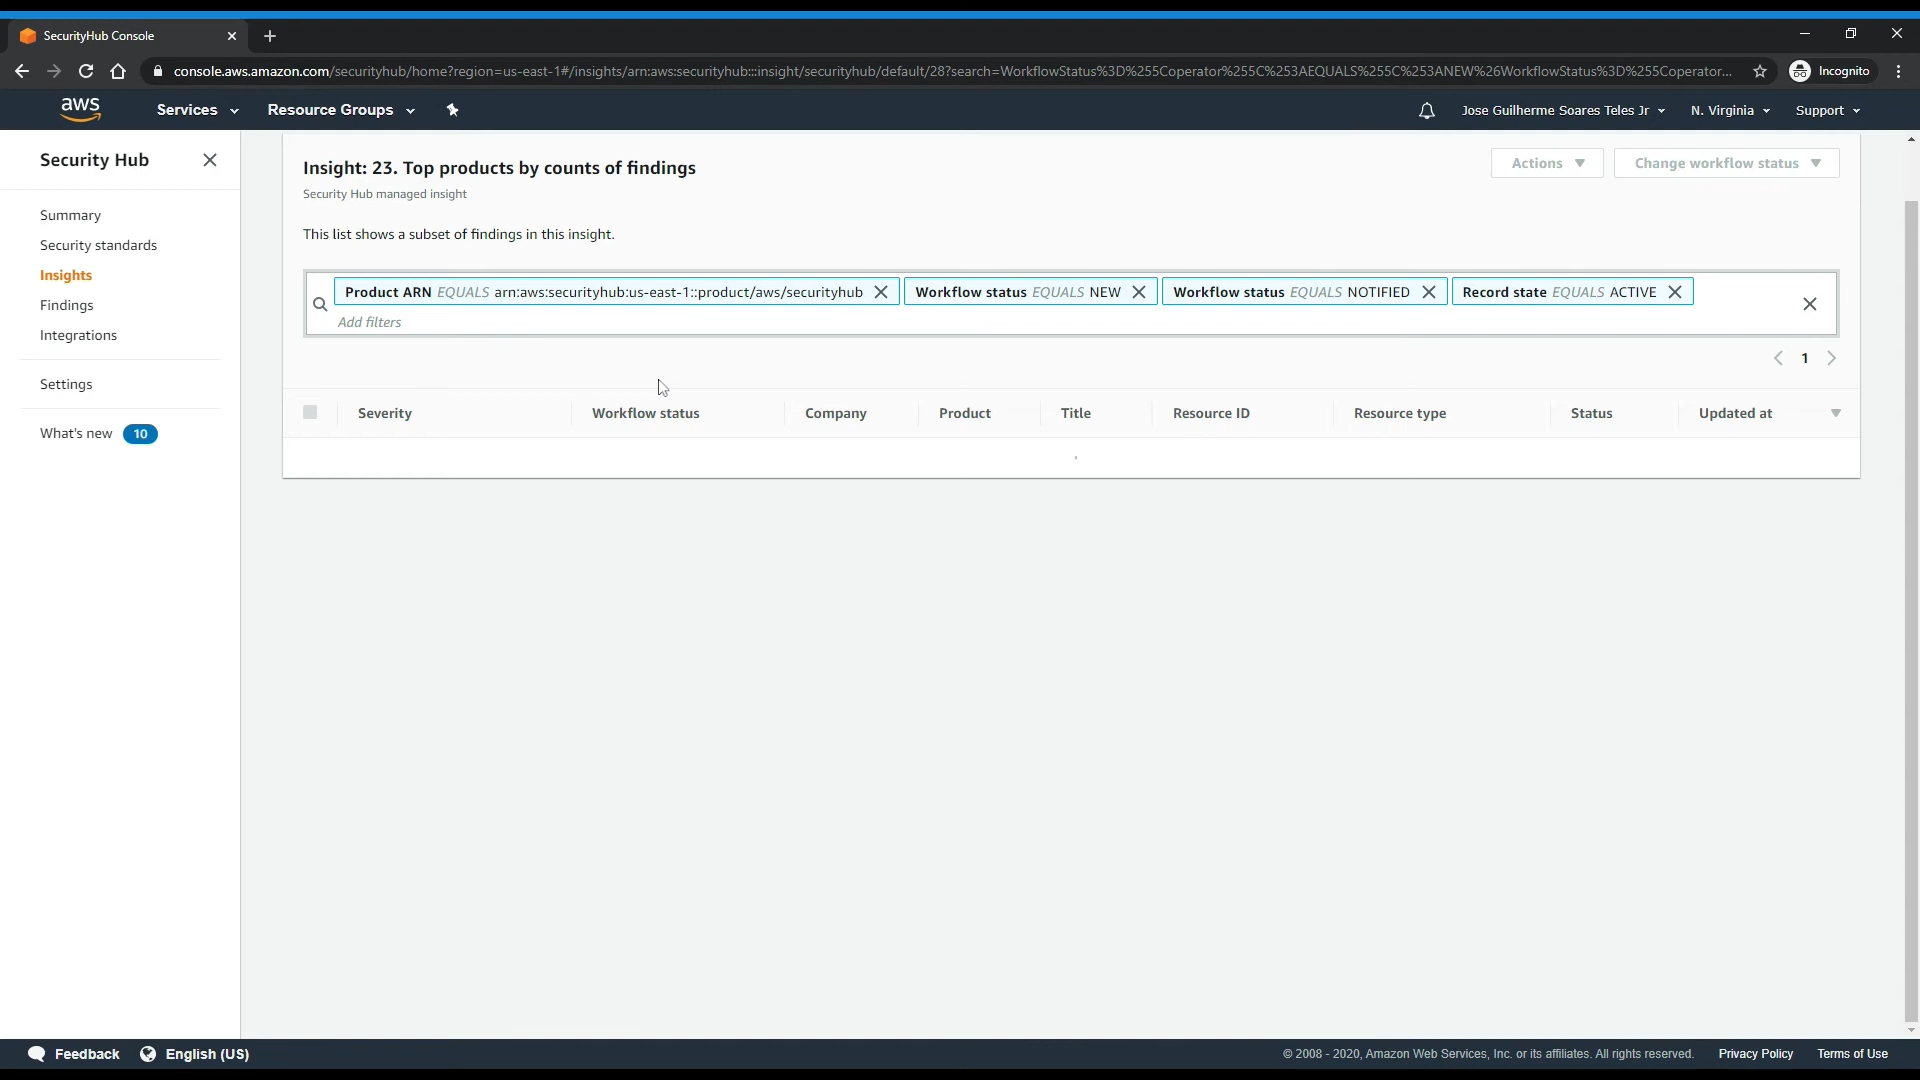 SecurityHub Console
console.aws.amazon.com/securityhub/home?region=us-east-1#/insights/arn:aws:securityhub:::insight/securityhub/default/28?search=WorkflowStatus%3D%255Coperator%255C%253AEQUALS%255C%253ANEW%26WorkflowStatus%3D%255Coperator... Incognito
aws Services Resource Groups Jose Guilherme Soares Teles Jr N. Virginia Support
Security Hub
Summary
Security standards
Insights
Findings
Integrations
Settings
What's new 10
Insight: 23. Top products by counts of findings
Actions Change workflow status
Security Hub managed insight
This list shows a subset of findings in this insight.
Product ARN EQUALS arn:aws:securityhub:us-east-1::product/aws/securityhub Workflow status EQUALS NEW Workflow status EQUALS NOTIFIED Record state EQUALS ACTIVE
Add filters
1
Severity Workflow status Company Product Title Resource ID Resource type Status Updated at
Feedback English (US) © 2008 - 2020, Amazon Web Services, Inc. or its affiliates. All rights reserved. Privacy Policy Terms of Use